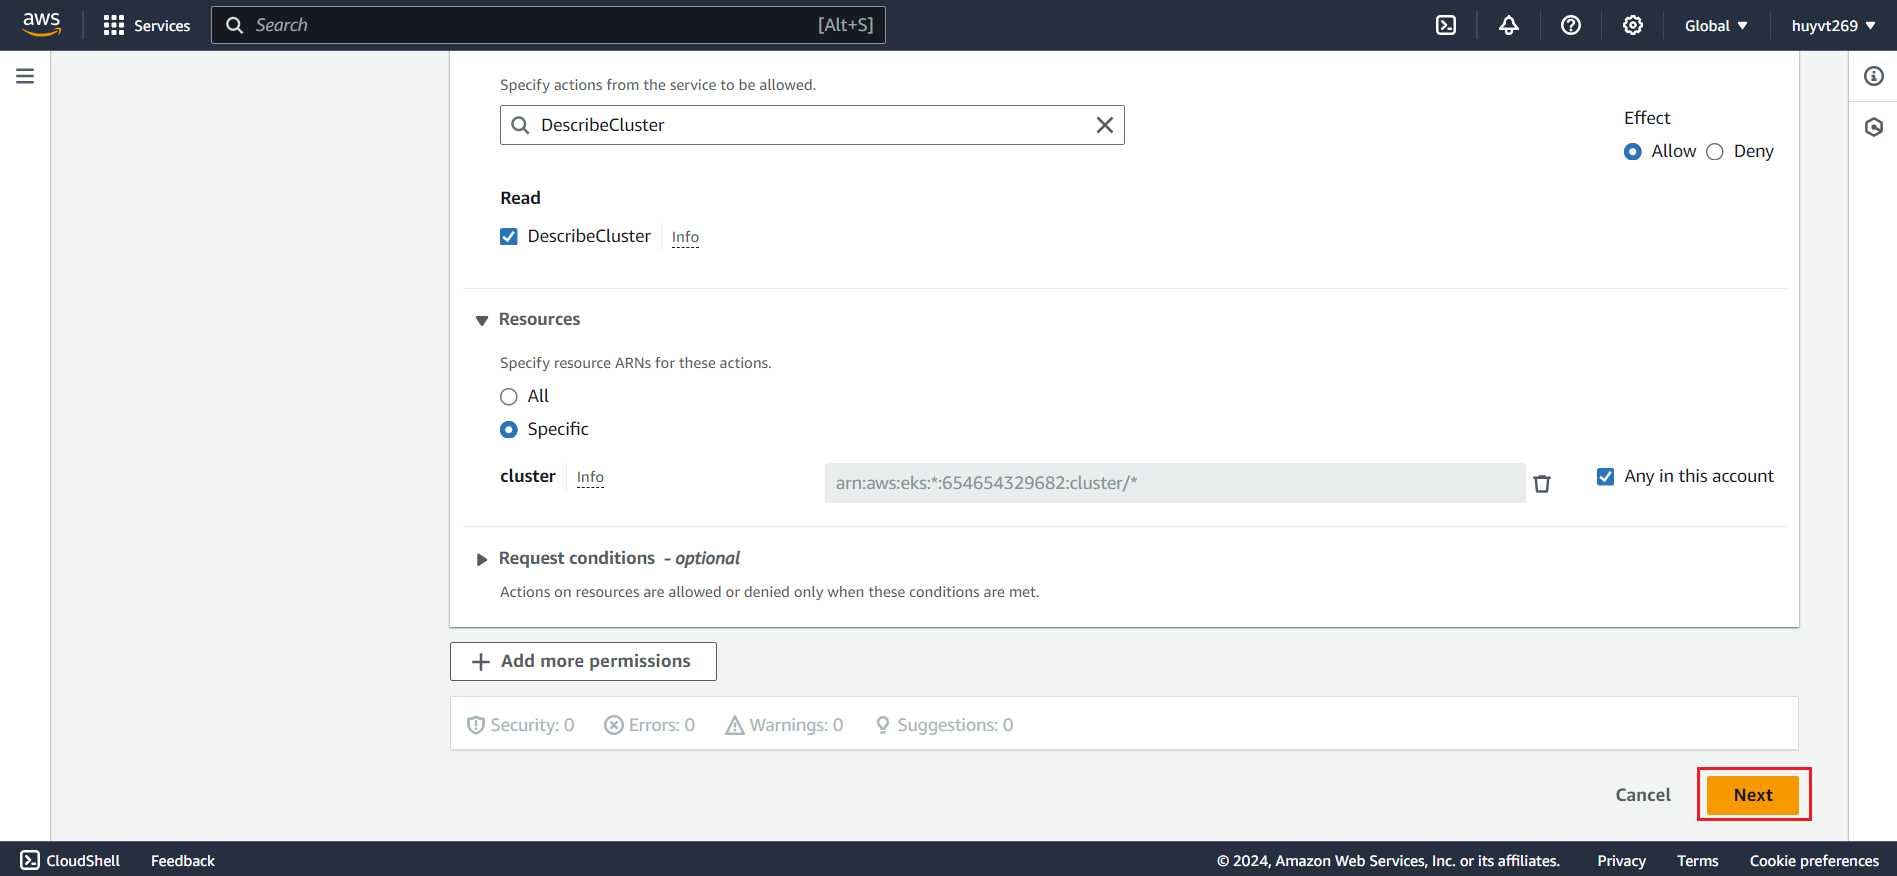 aws Services Search [Alt+S] Global huyvt269
Specify actions from the service to be allowed.
DescribeCluster
Effect
Allow Deny
Read
DescribeCluster Info
Resources
Specify resource ARNs for these actions.
All
Specific
cluster Info arn:aws:eks:*:654654329682:cluster/* Any in this account
Request conditions - optional
Actions on resources are allowed or denied only when these conditions are met.
Add more permissions
Security: 0 Errors: 0 Warnings: 0 Suggestions: 0
Cancel Next
CloudShell Feedback © 2024, Amazon Web Services, Inc. or its affiliates. Privacy Terms Cookie preferences